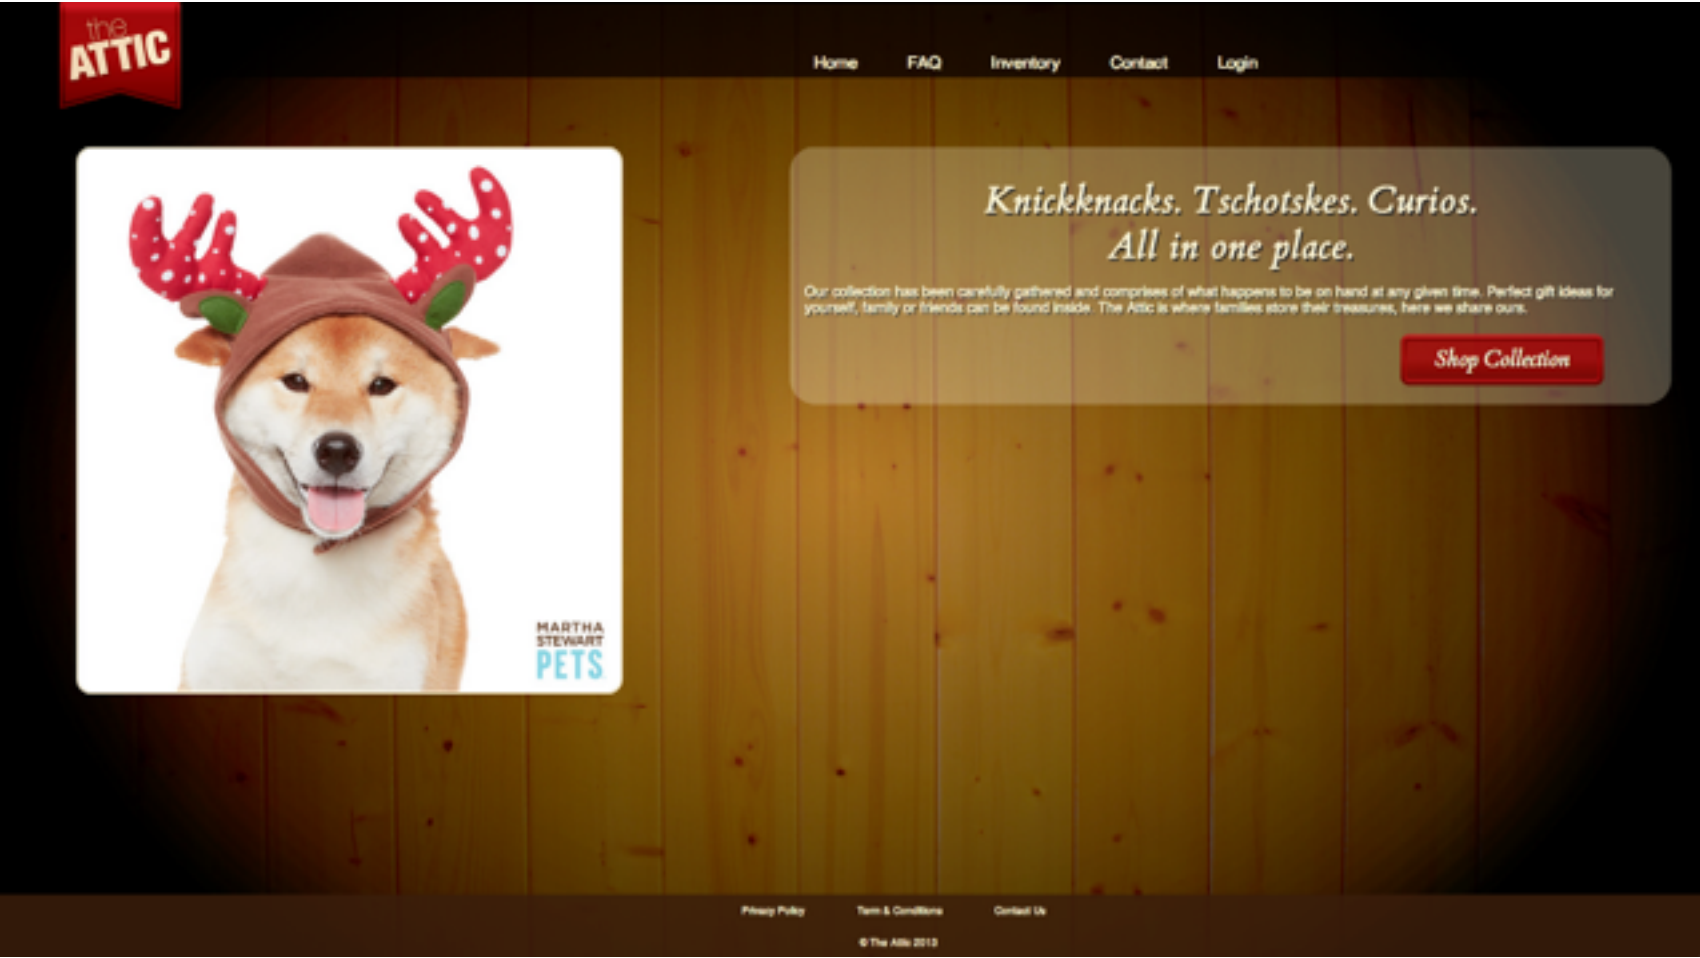 the
ATTIC
Home FAQ Inventory Contact Login
MARTHA
STEWART
PETS
Knickknacks. Tschotskes. Curios.
All in one place.
Our collection has been carefully gathered and comprises of what happens to be on hand at any given time. Perfect gift ideas for
yourself, family or friends can be found inside. The Attic is where families store their treasures, here we share ours.
Shop Collection
Privacy Policy Term & Conditions Contact Us
© The Attic 2013